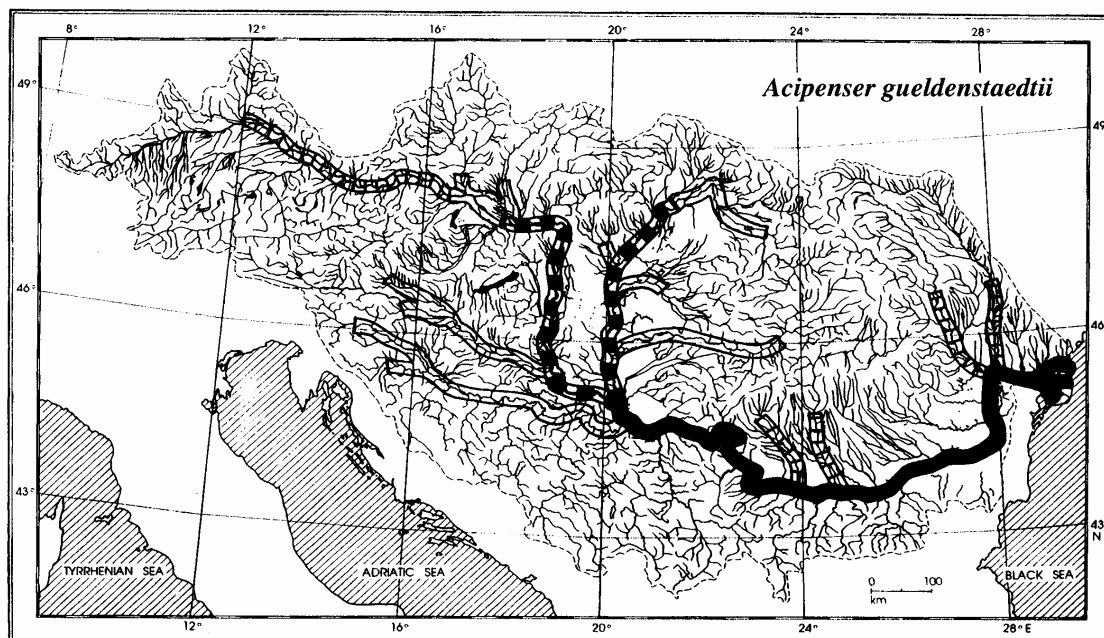 8° 12° 16° 20° 24° 28°
Acipenser gueldenstaedtii
49° 49
46° 46
43° 43
N
TYRRHENIAN SEA ADRIATIC SEA BLACK SEA
0 100
km
12° 16° 20° 24° 28° E